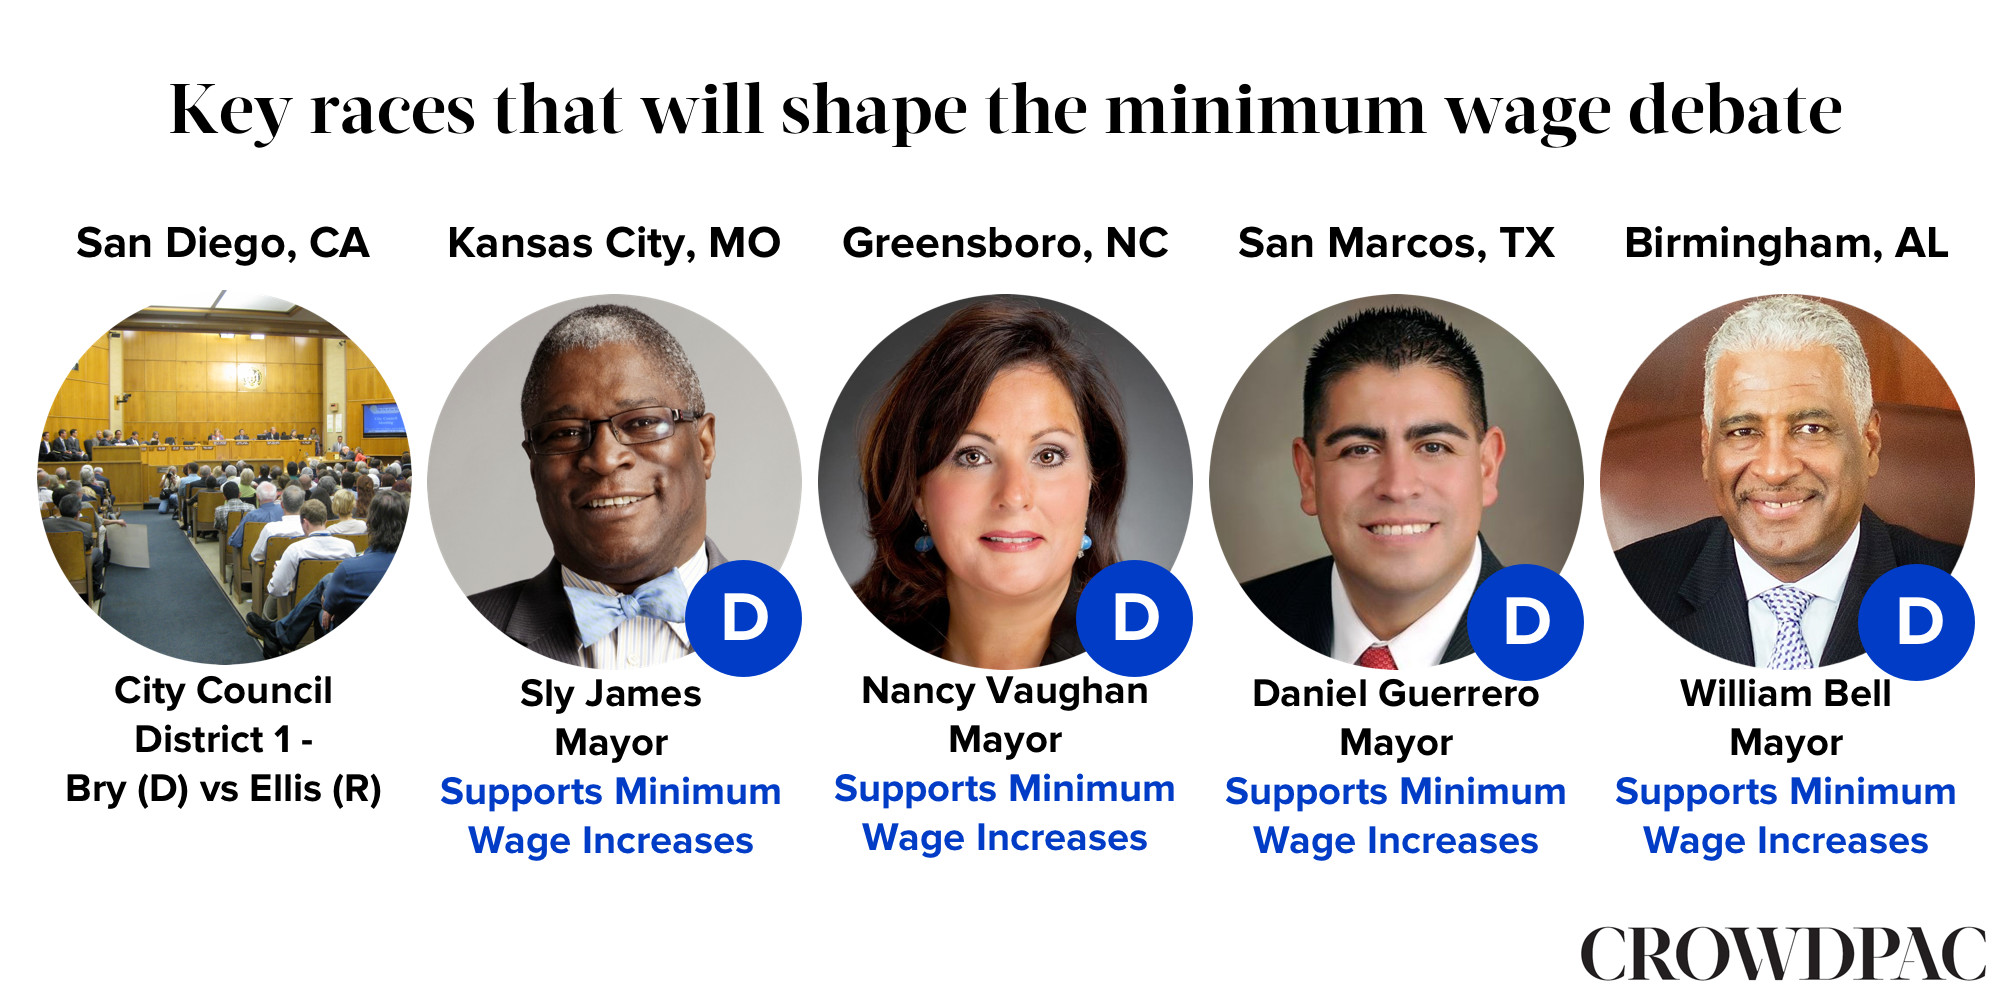 Key races that will shape the minimum wage debate
San Diego, CA
City Council
District 1 -
Bry (D) vs Ellis (R)
Kansas City, MO
D
Sly James
Mayor
Supports Minimum
Wage Increases
Greensboro, NC
D
Nancy Vaughan
Mayor
Supports Minimum
Wage Increases
San Marcos, TX
D
Daniel Guerrero
Mayor
Supports Minimum
Wage Increases
Birmingham, AL
D
William Bell
Mayor
Supports Minimum
Wage Increases
CROWDPAC